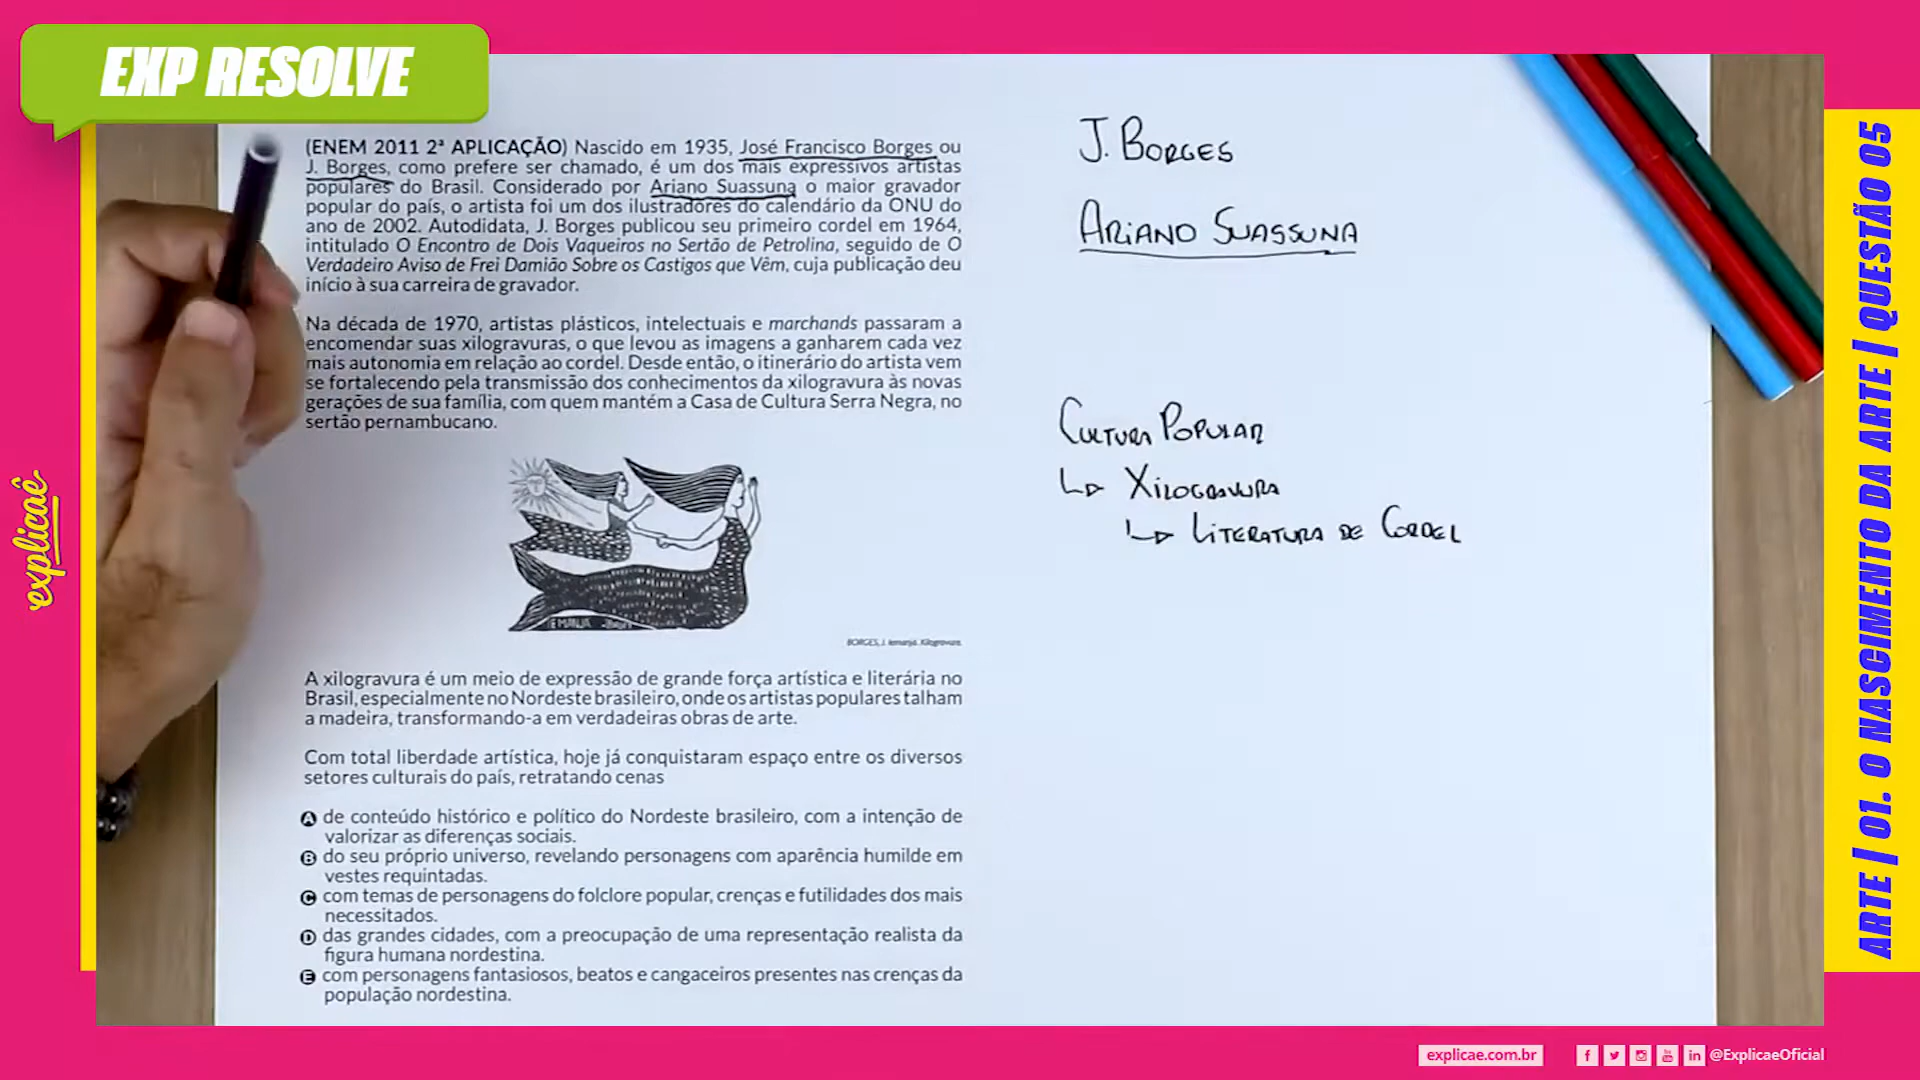 EXP RESOLVE
(ENEM 2011 2ª APLICAÇÃO) Nascido em 1935, José Francisco Borges ou
J. Borges, como prefere ser chamado, é um dos mais expressivos artistas
populares do Brasil. Considerado por Ariano Suassuna o maior gravador
popular do país, o artista foi um dos ilustradores do calendário da ONU do
ano de 2002. Autodidata, J. Borges publicou seu primeiro cordel em 1964,
intitulado O Encontro de Dois Vaqueiros no Sertão de Petrolina, seguido de O
Verdadeiro Aviso de Frei Damião Sobre os Castigos que Vêm, cuja publicação deu
início à sua carreira de gravador.
Na década de 1970, artistas plásticos, intelectuais e marchands passaram a
encomendar suas xilogravuras, o que levou as imagens a ganharem cada vez
mais autonomia em relação ao cordel. Desde então, o itinerário do artista vem
se fortalecendo pela transmissão dos conhecimentos da xilogravura às novas
gerações de sua família, com quem mantém a Casa de Cultura Serra Negra, no
sertão pernambucano.
BORGES, J. Iemanjá. Xilogravura.
A xilogravura é um meio de expressão de grande força artística e literária no
Brasil, especialmente no Nordeste brasileiro, onde os artistas populares talham
a madeira, transformando-a em verdadeiras obras de arte.
Com total liberdade artística, hoje já conquistaram espaço entre os diversos
setores culturais do país, retratando cenas
A de conteúdo histórico e político do Nordeste brasileiro, com a intenção de
valorizar as diferenças sociais.
B do seu próprio universo, revelando personagens com aparência humilde em
vestes requintadas.
C com temas de personagens do folclore popular, crenças e futilidades dos mais
necessitados.
D das grandes cidades, com a preocupação de uma representação realista da
figura humana nordestina.
E com personagens fantasiosos, beatos e cangaceiros presentes nas crenças da
população nordestina.
J. BORGES
ARIANO SUASSUNA
CULTURA POPULAR
XILOGRAVURA
LITERATURA DE CORDEL
explicaê
ARTE | 01. O NASCIMENTO DA ARTE | QUESTÃO 05
explicae.com.br
@ExplicaeOficial